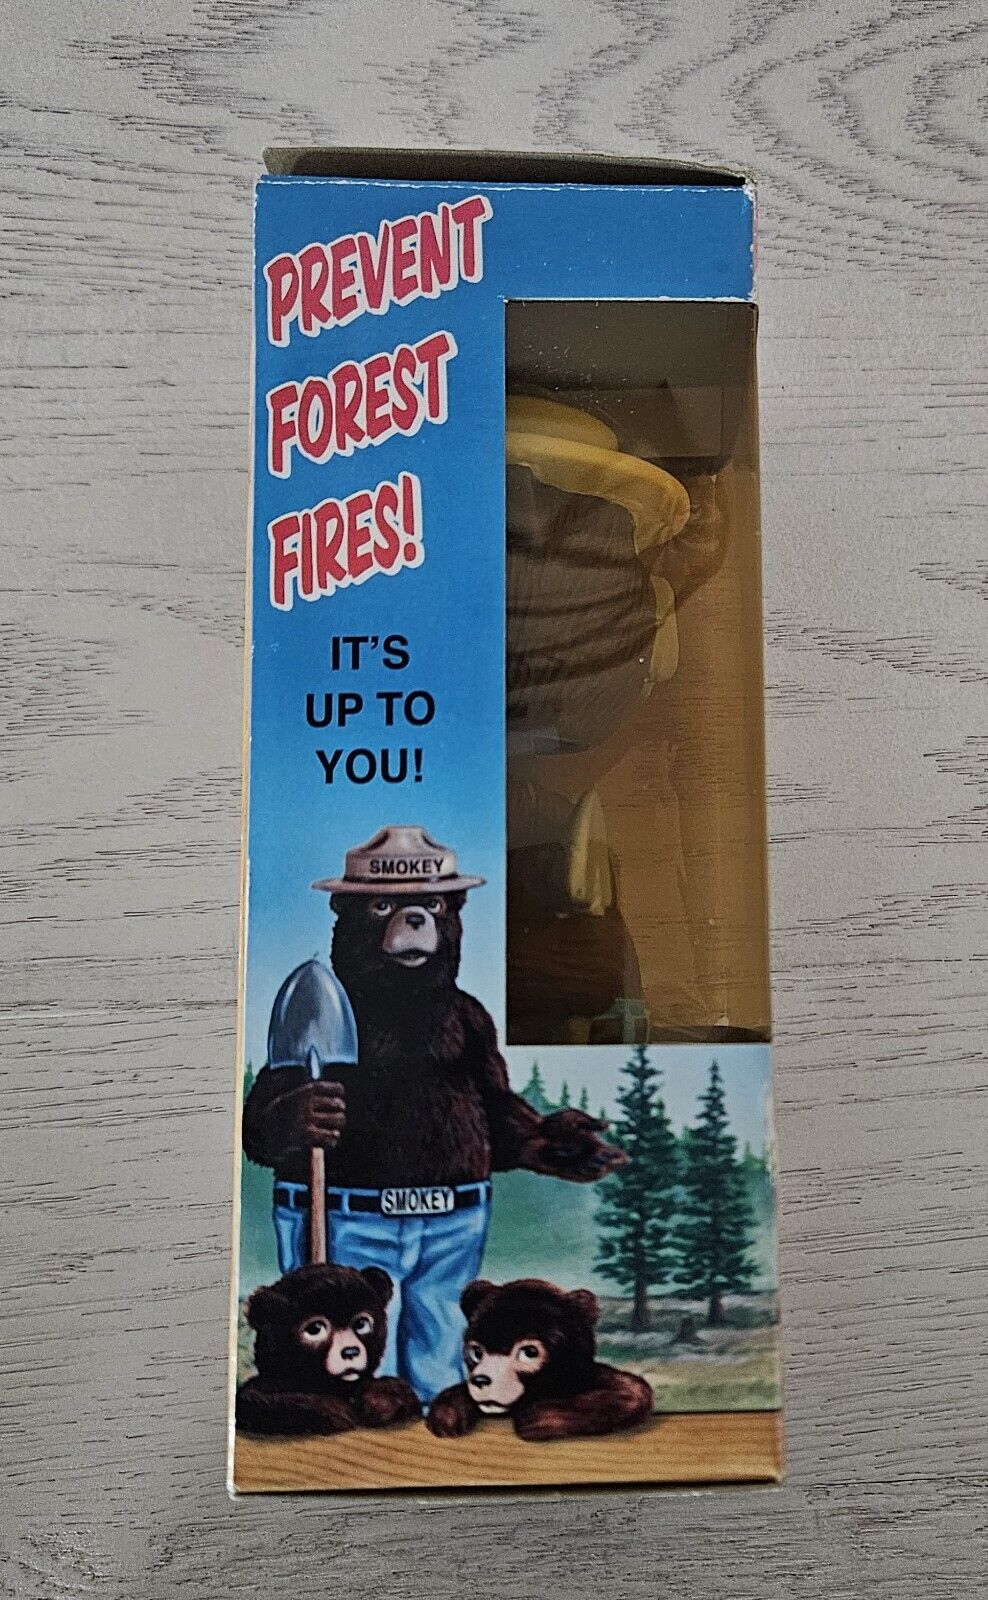 PREVENT
FOREST
FIRES!
IT'S
UP TO
YOU!
SMOKEY
SMOKEY